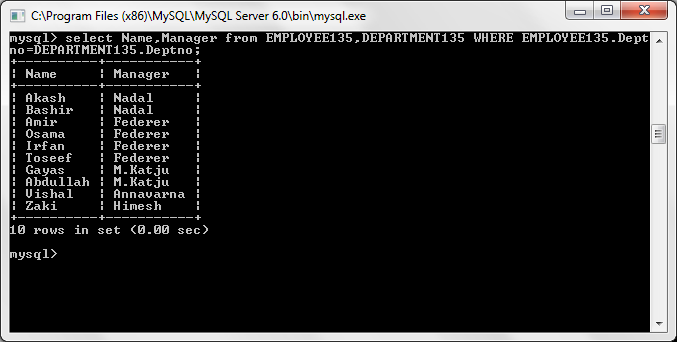 C:\Program Files (x86)\MySQL\MySQL Server 6.0\bin\mysql.exe
mysql> select Name,Manager from EMPLOYEE135,DEPARTMENT135 WHERE EMPLOYEE135.Dept
no=DEPARTMENT135.Deptno;
+----------+-----------+
| Name     | Manager   |
+----------+-----------+
| Akash    | Nadal     |
| Bashir   | Nadal     |
| Amir     | Federer   |
| Osama    | Federer   |
| Irfan    | Federer   |
| Toseef   | Federer   |
| Gayas    | M.Katju   |
| Abdullah | M.Katju   |
| Vishal   | Annavarna |
| Zaki     | Himesh    |
+----------+-----------+
10 rows in set (0.00 sec)
mysql>